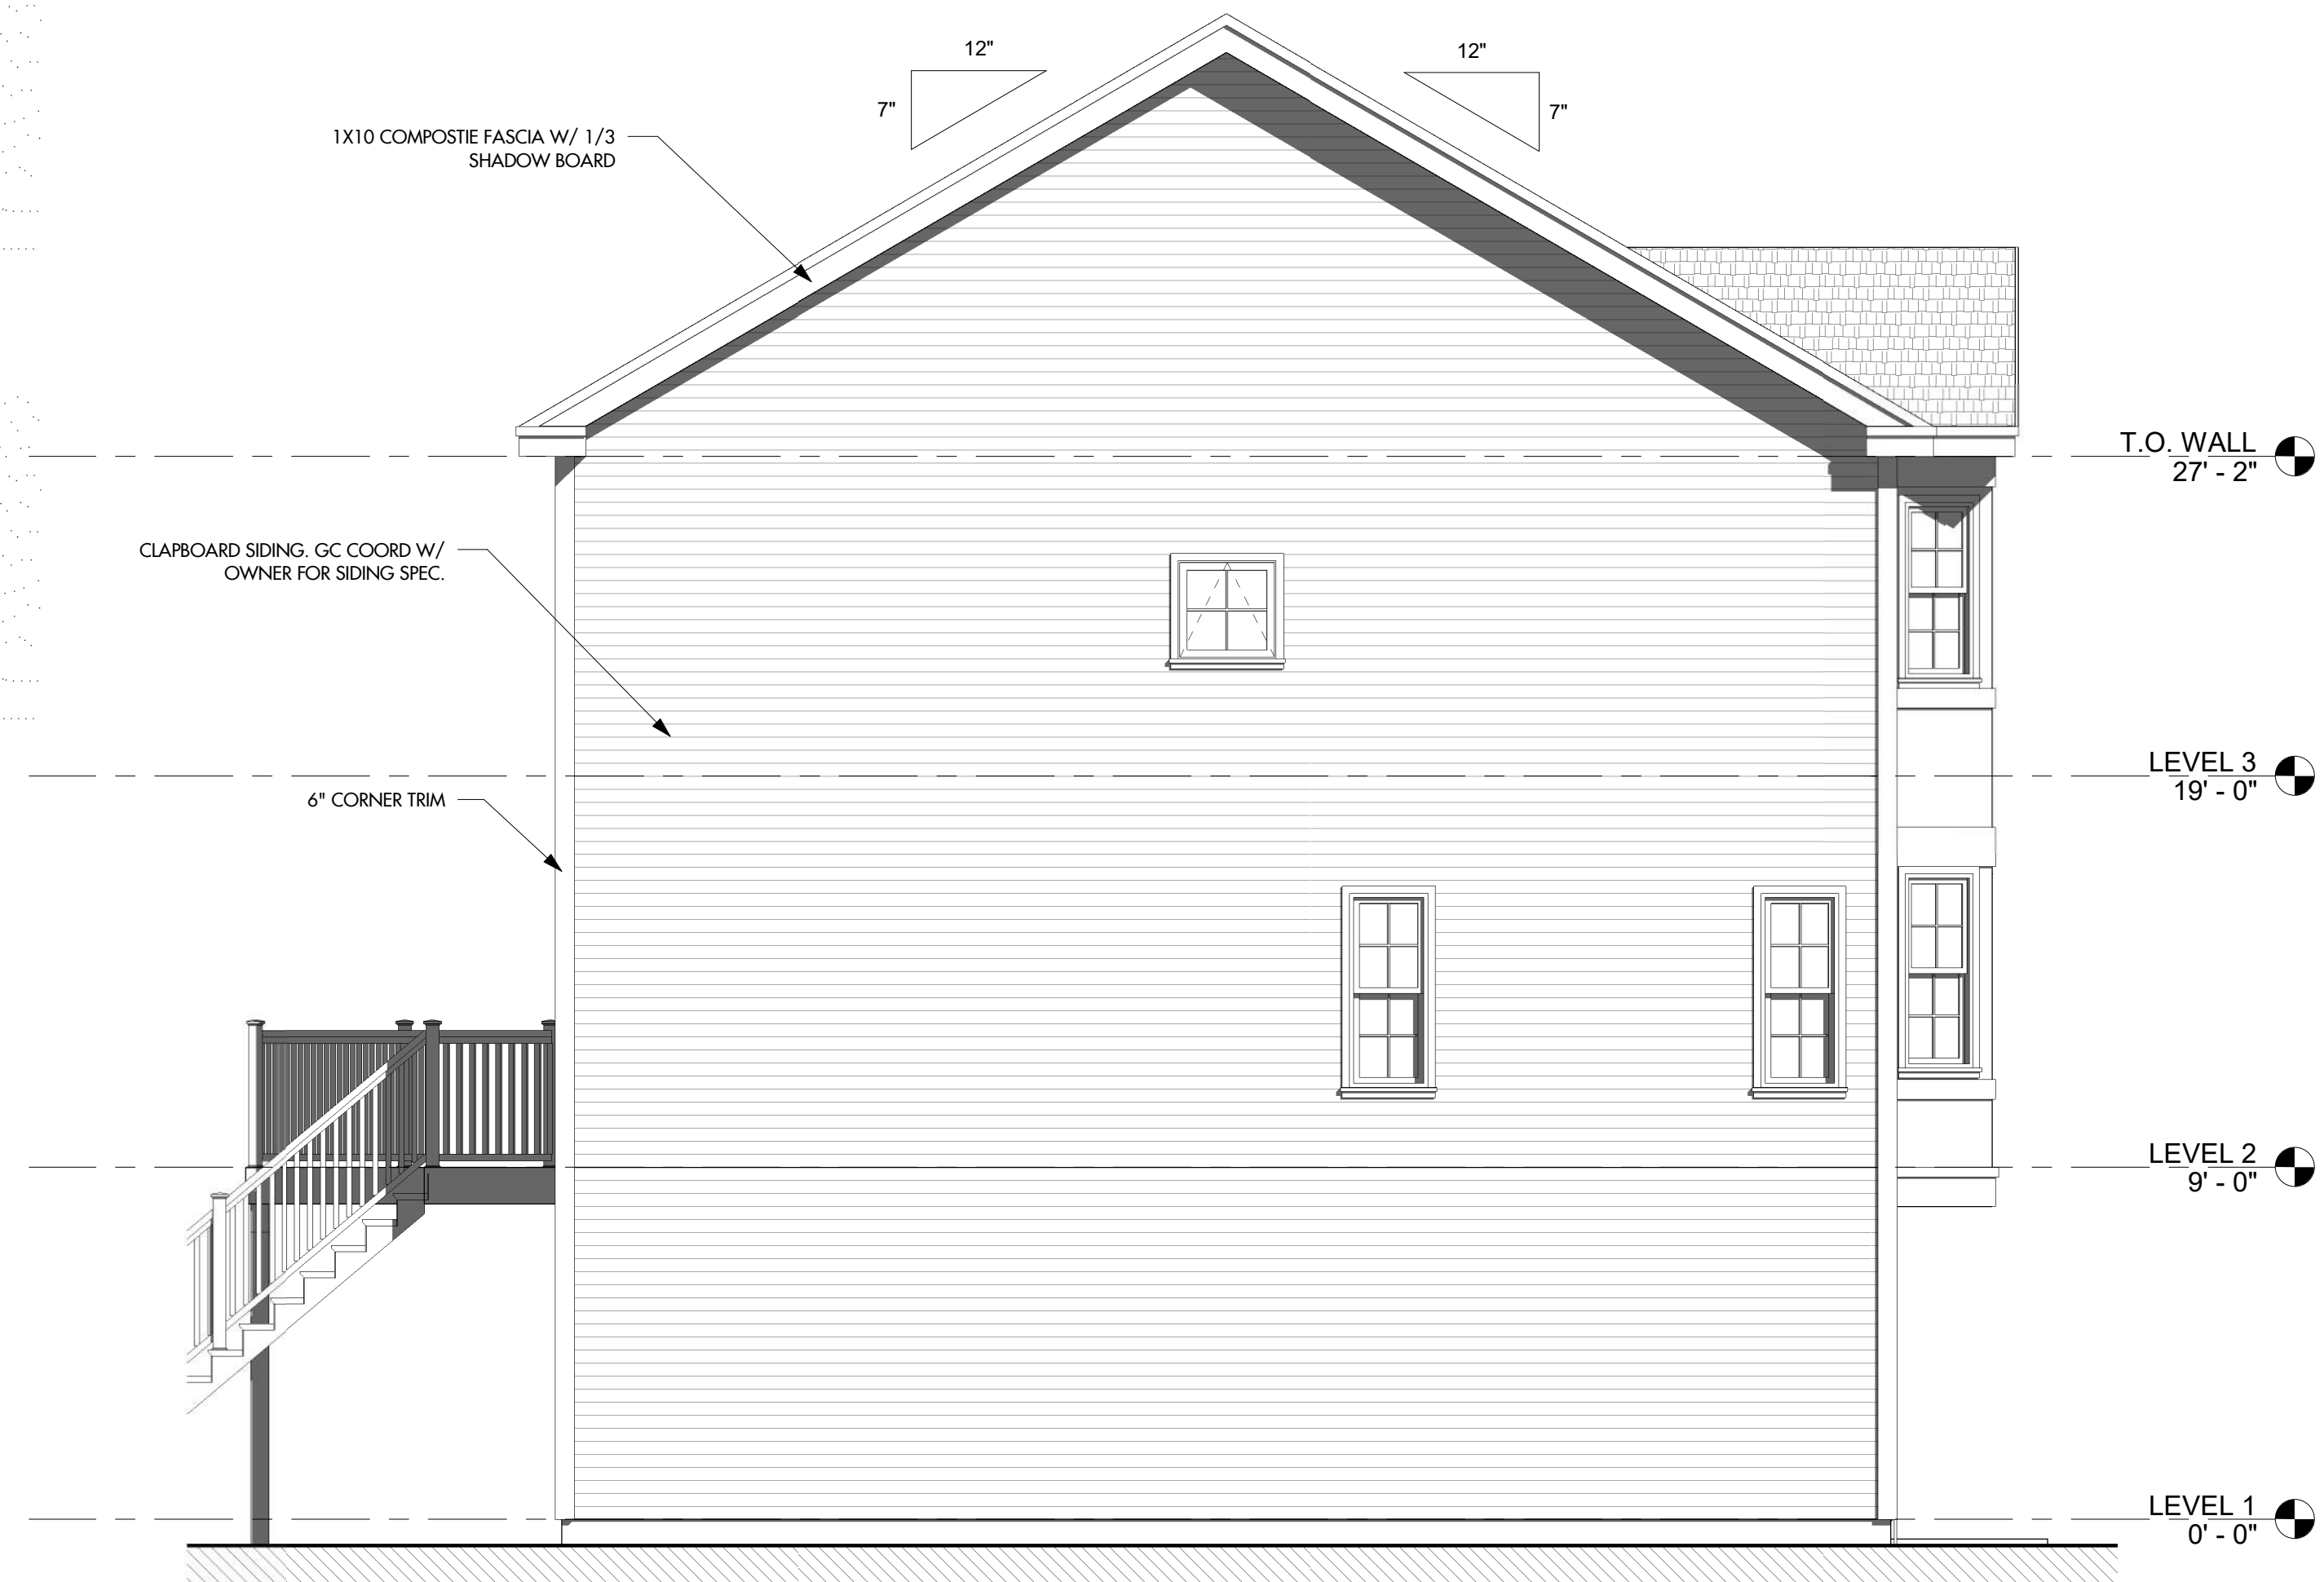 12"
7"
12"
7"
1X10 COMPOSTIE FASCIA W/ 1/3
SHADOW BOARD
T.O. WALL
27' - 2"
CLAPBOARD SIDING. GC COORD W/
OWNER FOR SIDING SPEC.
LEVEL 3
19' - 0"
6" CORNER TRIM
LEVEL 2
9' - 0"
LEVEL 1
0' - 0"